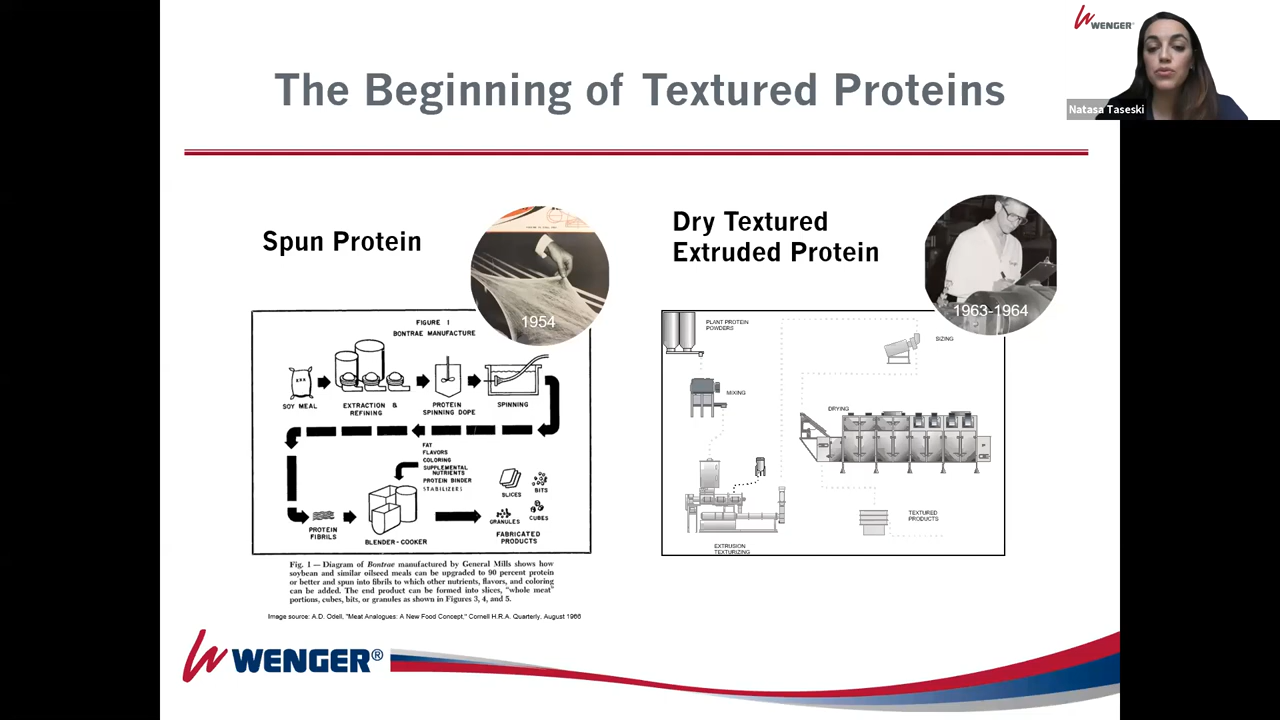 WENGER®
Natasa Taseski
The Beginning of Textured Proteins
Spun Protein
1954
FIGURE 1
BONTRAE MANUFACTURE
SOY MEAL
EXTRACTION &
REFINING
PROTEIN
SPINNING DOPE
SPINNING
FAT
FLAVORS
COLORING
SUPPLEMENTAL
NUTRIENTS
PROTEIN BINDER
STABILIZERS
PROTEIN
FIBRILS
BLENDER-COOKER
SLICES
BITS
GRANULES
CUBES
FABRICATED
PRODUCTS
Fig. 1 — Diagram of Bontrae manufactured by General Mills shows how
soybean and similar oilseed meals can be upgraded to 90 percent protein
or better and spun into fibrils to which other nutrients, flavors, and coloring
can be added. The end product can be formed into slices, "whole meat"
portions, cubes, bits, or granules as shown in Figures 3, 4, and 5.
Image source: A.D. Odell, "Meat Analogues: A New Food Concept," Cornell H.R.A. Quarterly, August 1966
Dry Textured
Extruded Protein
1963-1964
PLANT PROTEIN
POWDERS
MIXING
EXTRUSION
TEXTURIZING
SIZING
DRYING
TEXTURED
PRODUCTS
WENGER®